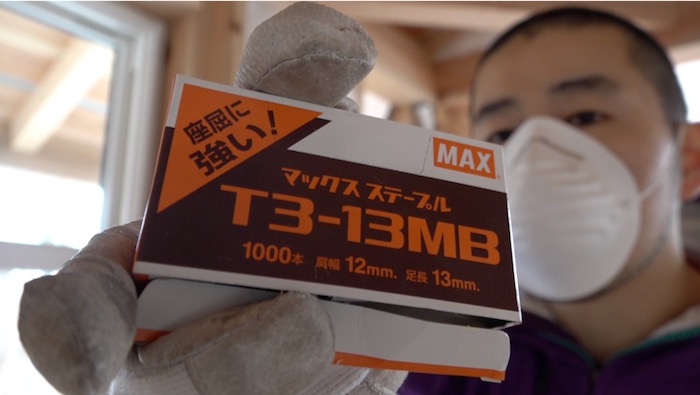 座屈に
強い!
MAX
マックス ステープル
T3-13MB
1000本 肩幅 12mm. 足長 13mm.